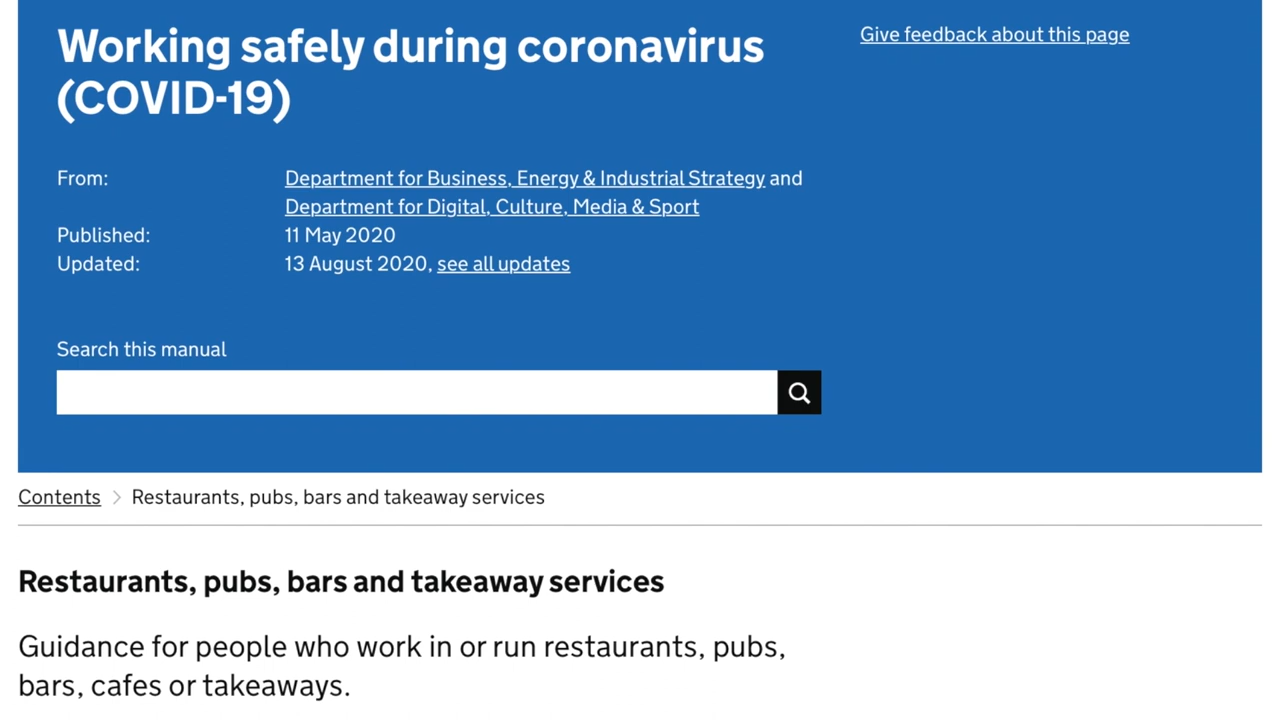 Working safely during coronavirus
(COVID-19)
Give feedback about this page
From:
Department for Business, Energy & Industrial Strategy and
Department for Digital, Culture, Media & Sport
Published:
11 May 2020
Updated:
13 August 2020, see all updates
Search this manual
Contents > Restaurants, pubs, bars and takeaway services
Restaurants, pubs, bars and takeaway services
Guidance for people who work in or run restaurants, pubs,
bars, cafes or takeaways.